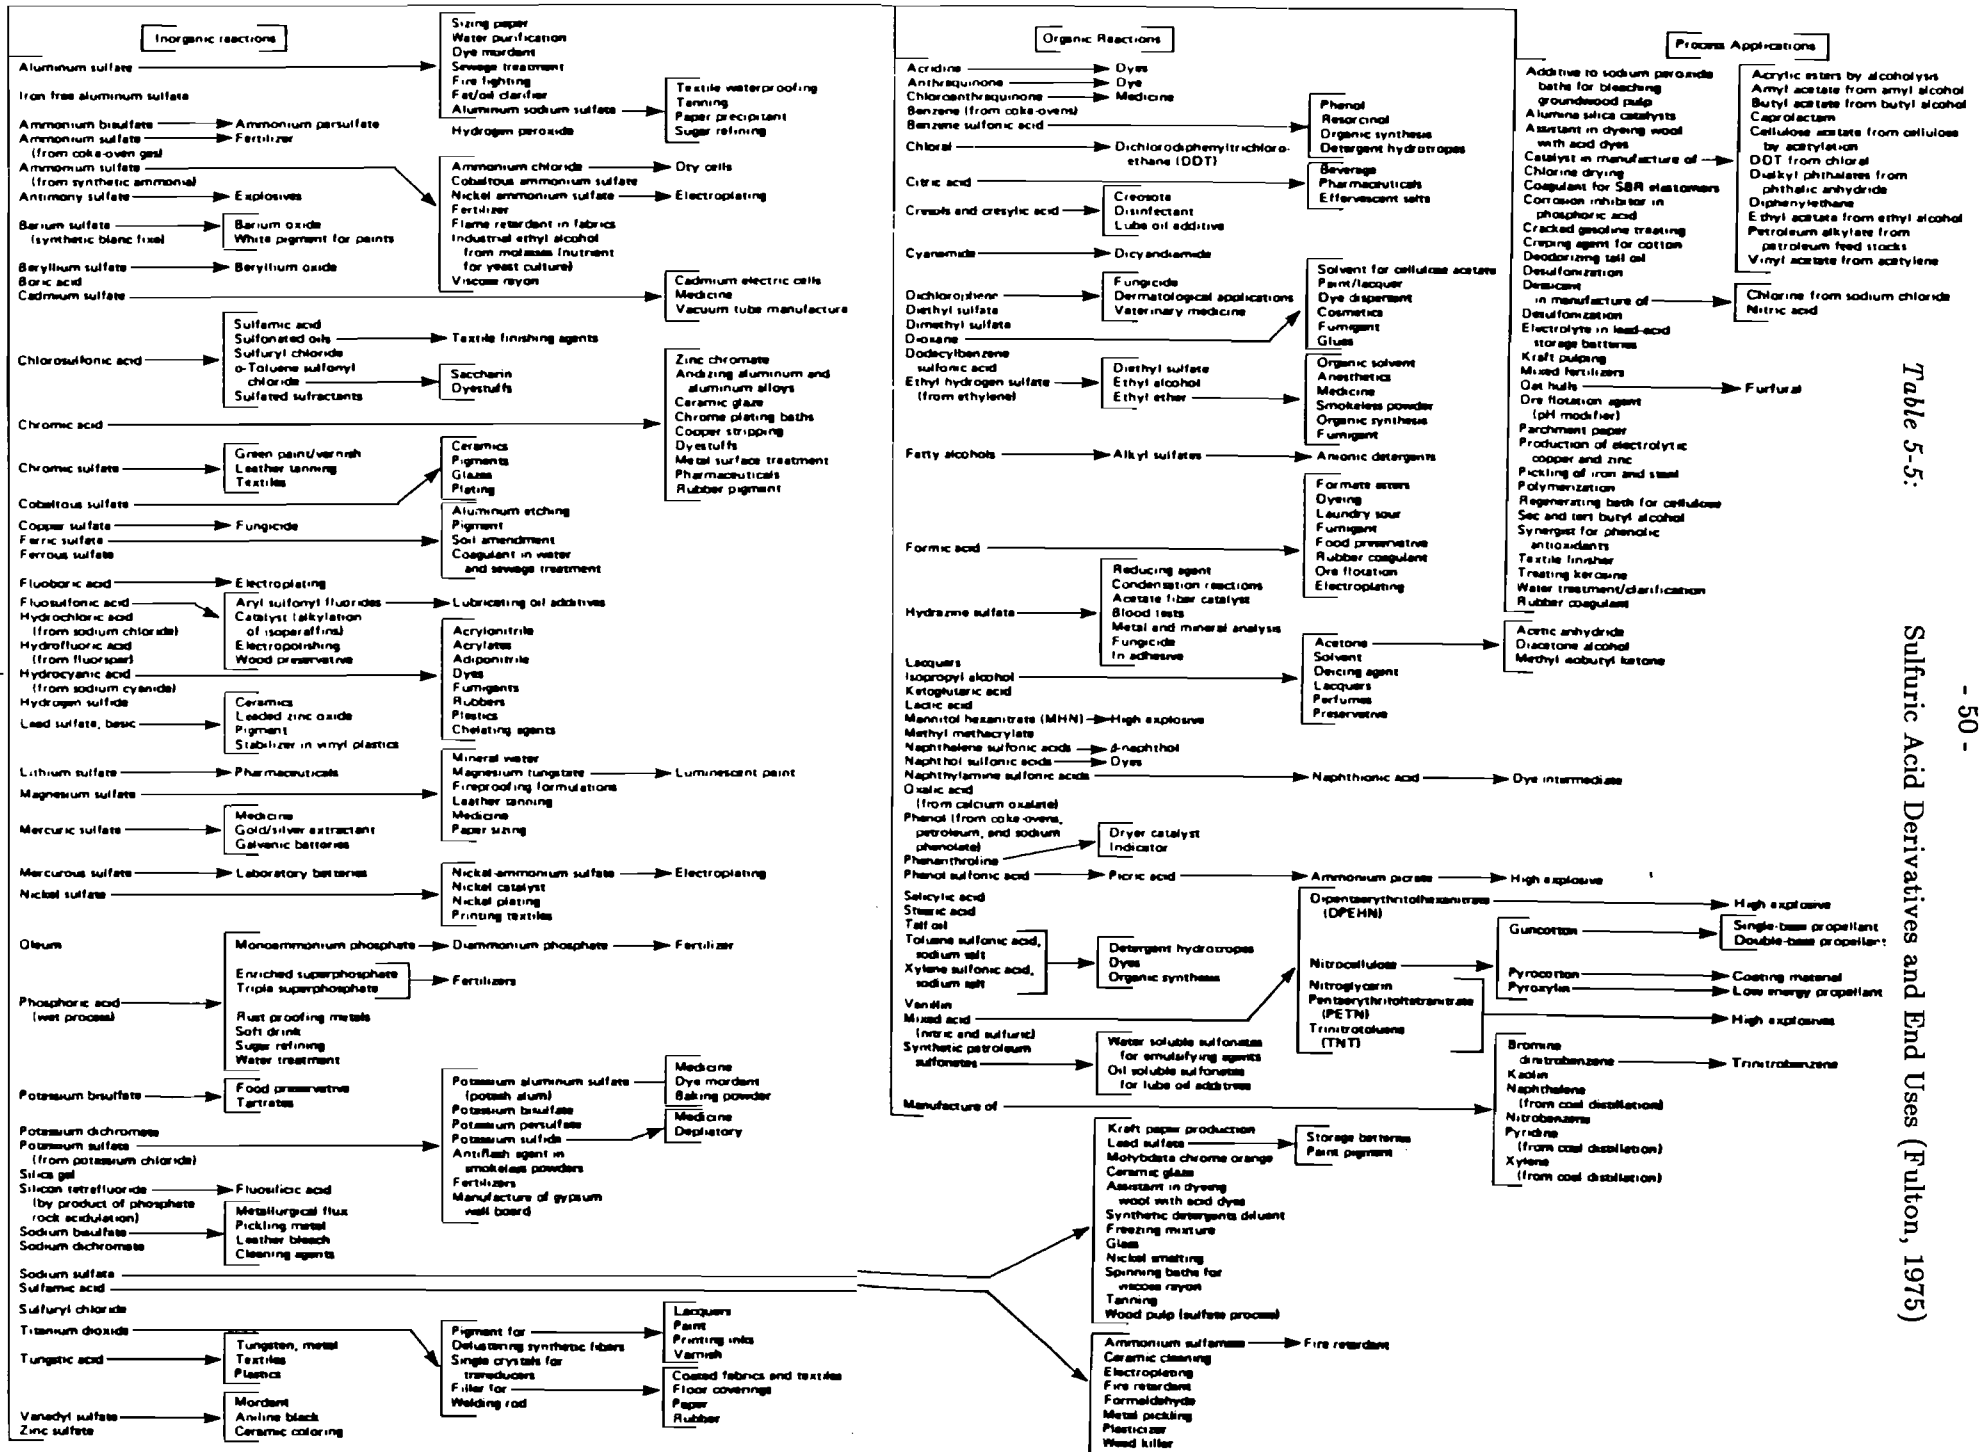 - 50 -
Table 5-5: Sulfuric Acid Derivatives and End Uses (Fulton, 1975)
Inorganic reactions
Aluminum sulfate
Sizing paper
Water purification
Dye mordant
Sewage treatment
Fire fighting
Fat/oil clarifier
Aluminum sodium sulfate
Textile waterproofing
Tanning
Paper precipitant
Sugar refining
Iron free aluminum sulfate
Ammonium bisulfate
Ammonium persulfate
Hydrogen peroxide
Ammonium sulfate
(from coke-oven gas)
Fertilizer
Ammonium sulfate
(from synthetic ammonia)
Ammonium chloride
Dry cells
Cobaltous ammonium sulfate
Nickel ammonium sulfate
Electroplating
Fertilizer
Flame retardent in fabrics
Industrial ethyl alcohol
from molasses (nutrient
for yeast culture)
Viscose rayon
Antimony sulfate
Explosives
Barium sulfate
(synthetic blanc fixe)
Barium oxide
White pigment for paints
Beryllium sulfate
Beryllium oxide
Boric acid
Cadmium sulfate
Cadmium electric cells
Medicine
Vacuum tube manufacture
Chlorosulfonic acid
Sulfamic acid
Sulfonated oils
Textile finishing agents
Sulfuryl chloride
o-Toluene sulfonyl
chloride
Saccharin
Dyestuffs
Sulfated sufractants
Chromic acid
Zinc chromate
Andizing aluminum and
aluminum alloys
Ceramic glaze
Chrome plating baths
Copper stripping
Dyestuffs
Metal surface treatment
Pharmaceuticals
Rubber pigment
Chromic sulfate
Green paint/varnish
Leather tanning
Textiles
Cobaltous sulfate
Ceramics
Pigments
Glazes
Plating
Copper sulfate
Fungicide
Ferric sulfate
Ferrous sulfate
Aluminum etching
Pigment
Soil amendment
Coagulant in water
and sewage treatment
Fluoboric acid
Electroplating
Fluosulfonic acid
Aryl sulfonyl fluorides
Lubricating oil additives
Catalyst (alkylation
of isoparaffins)
Electropolishing
Wood preservative
Hydrochloric acid
(from sodium chloride)
Hydrofluoric acid
(from fluorspar)
Hydrocyanic acid
(from sodium cyanide)
Acrylonitrile
Acrylates
Adiponitrile
Dyes
Fumigants
Rubbers
Plastics
Chelating agents
Hydrogen sulfide
Lead sulfate, basic
Ceramics
Leaded zinc oxide
Pigment
Stabilizer in vinyl plastics
Lithium sulfate
Pharmaceuticals
Magnesium sulfate
Mineral water
Magnesium tungstate
Luminescent paint
Fireproofing formulations
Leather tanning
Medicine
Paper sizing
Mercuric sulfate
Medicine
Gold/silver extractant
Galvanic batteries
Mercurous sulfate
Laboratory batteries
Nickel sulfate
Nickel-ammonium sulfate
Electroplating
Nickel catalyst
Nickel plating
Printing textiles
Oleum
Phosphoric acid
(wet process)
Monoammonium phosphate
Diammonium phosphate
Fertilizer
Enriched superphosphate
Triple superphosphate
Fertilizers
Rust proofing metals
Soft drink
Sugar refining
Water treatment
Potassium bisulfate
Food preservative
Tartrates
Potassium dichromate
Potassium sulfate
(from potassium chloride)
Potassium aluminum sulfate
(potash alum)
Medicine
Dye mordant
Baking powder
Potassium bisulfate
Potassium persulfate
Potassium sulfide
Medicine
Depilatory
Antiflash agent in
smokeless powders
Fertilizers
Manufacture of gypsum
wall board
Silica gel
Silicon tetrefluoride
(by product of phosphate
rock acidulation)
Fluosilicic acid
Sodium bisulfate
Metallurgical flux
Pickling metal
Leather bleach
Cleaning agents
Sodium dichromate
Sodium sulfate
Sulfamic acid
Sulfuryl chloride
Titanium dioxide
Pigment for
Lacquers
Paint
Printing inks
Varnish
Delustering synthetic fibers
Single crystals for
transducers
Filler for
Coated fabrics and textiles
Floor coverings
Paper
Rubber
Welding rod
Tungstic acid
Tungsten, metal
Textiles
Plastics
Vanadyl sulfate
Mordant
Aniline black
Ceramic coloring
Zinc sulfate
Organic Reactions
Acridine
Dyes
Anthraquinone
Dye
Chloroanthraquinone
Medicine
Benzene (from coke-ovens)
Benzene sulfonic acid
Phenol
Resorcinol
Organic synthesis
Detergent hydrotropes
Chloral
Dichlorodiphenyltrichloro-
ethane (DDT)
Citric acid
Beverage
Pharmaceuticals
Effervescent salts
Cresols and cresylic acid
Creosote
Disinfectant
Lube oil additive
Cyanamide
Dicyandiamide
Dichlorophene
Fungicide
Dermatological applications
Veterinary medicine
Diethyl sulfate
Dimethyl sulfate
Dioxane
Solvent for cellulose acetate
Paint/lacquer
Dye dispersant
Cosmetics
Fumigant
Glues
Dodecylbenzene
sulfonic acid
Ethyl hydrogen sulfate
(from ethylene)
Diethyl sulfate
Ethyl alcohol
Ethyl ether
Organic solvent
Anesthetics
Medicine
Smokeless powder
Organic synthesis
Fumigant
Fatty alcohols
Alkyl sulfates
Anionic detergents
Formic acid
Formate esters
Dyeing
Laundry sour
Fumigant
Food preservative
Rubber coagulant
Ore flotation
Electroplating
Hydrazine sulfate
Reducing agent
Condensation reactions
Acetate fiber catalyst
Blood tests
Metal and mineral analysis
Fungicide
In adhesive
Lacquers
Isopropyl alcohol
Acetone
Acetic anhydride
Diacetone alcohol
Methyl isobutyl ketone
Solvent
Deicing agent
Lacquers
Perfumes
Preservative
Ketoglutaric acid
Lactic acid
Mannitol hexanitrate (MHN)
High explosive
Methyl methacrylate
Naphthalene sulfonic acids
β-naphthol
Naphthol sulfonic acids
Dyes
Naphthylamine sulfonic acids
Naphthionic acid
Dye intermediate
Oxalic acid
(from calcium oxalate)
Phenol (from coke-ovens,
petroleum, and sodium
phenolate)
Phenanthroline
Dryer catalyst
Indicator
Phenol sulfonic acid
Picric acid
Ammonium picrate
High explosive
Salicylic acid
Stearic acid
Tall oil
Toluene sulfonic acid,
sodium salt
Xylene sulfonic acid,
sodium salt
Detergent hydrotropes
Dyes
Organic synthesis
Vanillin
Mixed acid
(nitric and sulfuric)
Dipentaerythritolhexanitrate
(DPEHN)
High explosive
Nitrocellulose
Guncotton
Single-base propellant
Double-base propellant
Pyrocotton
Coating material
Pyroxylin
Low energy propellant
Nitroglycerin
Pentaerythritoltetranitrate
(PETN)
Trinitrotoluene
(TNT)
High explosives
Synthetic petroleum
sulfonates
Water soluble sulfonates
for emulsifying agents
Oil soluble sulfonates
for lube oil additives
Manufacture of
Bromine
dinitrobenzene
Trinitrobenzene
Kaolin
Naphthalene
(from coal distillation)
Nitrobenzene
Pyridine
(from coal distillation)
Xylene
(from coal distillation)
Kraft paper production
Lead sulfate
Storage batteries
Paint pigment
Molybdate chrome orange
Ceramic glaze
Assistant in dyeing
wool with acid dyes
Synthetic detergents diluent
Freezing mixture
Glass
Nickel smelting
Spinning baths for
viscose rayon
Tanning
Wood pulp (sulfate process)
Ammonium sulfamate
Fire retardant
Ceramic cleaning
Electroplating
Fire retardant
Formaldehyde
Metal pickling
Plasticizer
Weed killer
Process Applications
Additive to sodium peroxide
baths for bleaching
groundwood pulp
Alumina silica catalysts
Assistant in dyeing wool
with acid dyes
Catalyst in manufacture of
Acrylic esters by alcoholysis
Amyl acetate from amyl alcohol
Butyl acetate from butyl alcohol
Caprolactam
Cellulose acetate from cellulose
by acetylation
DDT from chloral
Dialkyl phthalates from
phthalic anhydride
Diphenylethane
Ethyl acetate from ethyl alcohol
Petroleum alkylate from
petroleum feed stocks
Vinyl acetate from acetylene
Chlorine drying
Coagulant for SBR elastomers
Corrosion inhibitor in
phosphoric acid
Cracked gasoline treating
Creping agent for cotton
Deodorizing tall oil
Desulfonization
Dessicant
in manufacture of
Chlorine from sodium chloride
Nitric acid
Desulfonization
Electrolyte in lead-acid
storage batteries
Kraft pulping
Mixed fertilizers
Oat hulls
Furfural
Ore flotation agent
(pH modifier)
Parchment paper
Production of electrolytic
copper and zinc
Pickling of iron and steel
Polymerization
Regenerating bath for cellulose
Sec and tert butyl alcohol
Synergist for phenolic
antioxidants
Textile finisher
Treating kerosine
Water treatment/clarification
Rubber coagulant